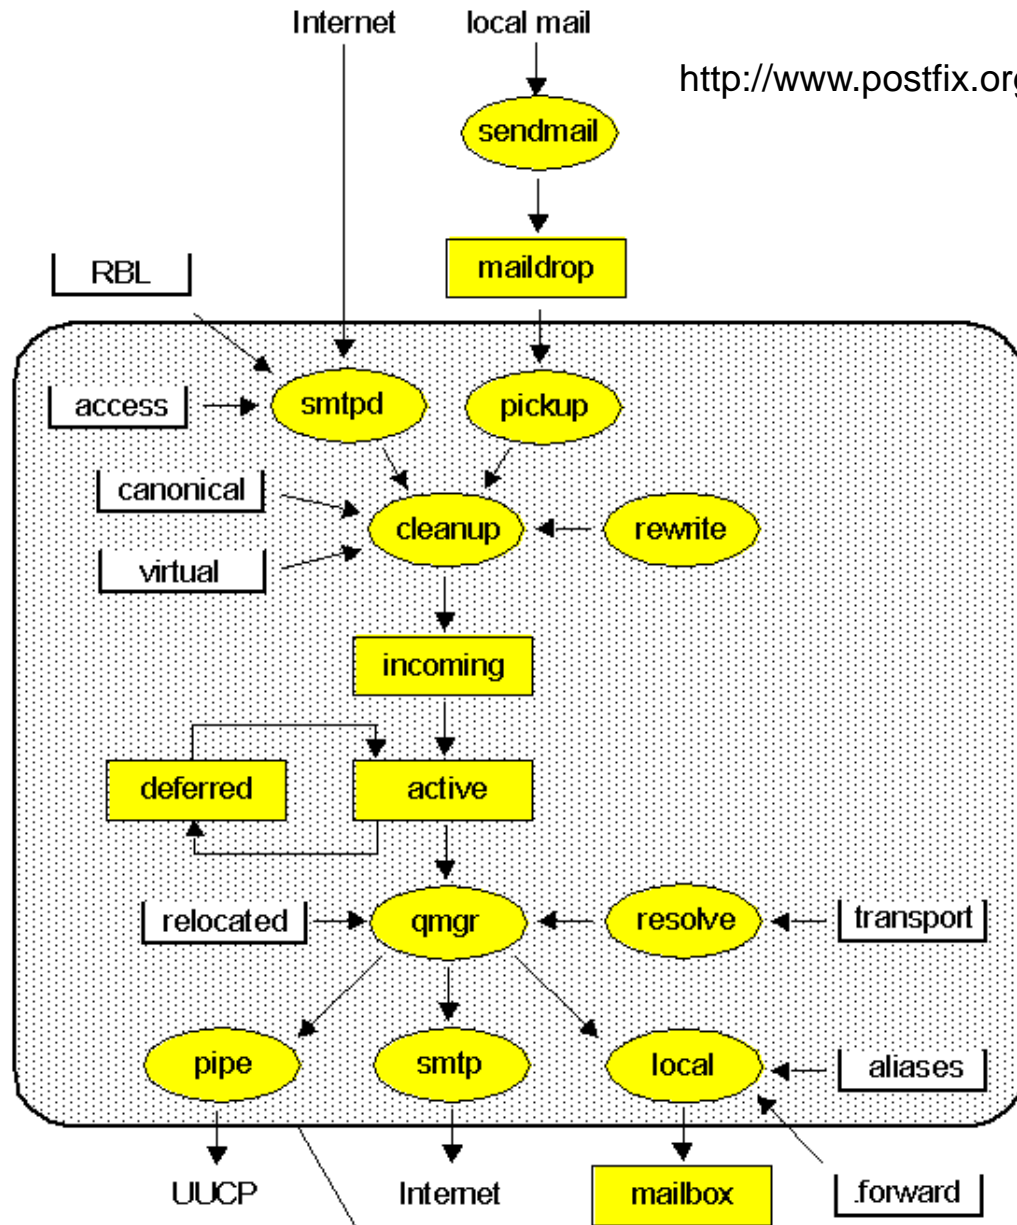 Internet local mail
http://www.postfix.org
sendmail
maildrop
RBL
access
smtpd
pickup
canonical
cleanup
rewrite
virtual
incoming
deferred
active
relocated
qmgr
resolve
transport
pipe
smtp
local
aliases
UUCP
Internet
mailbox
.forward